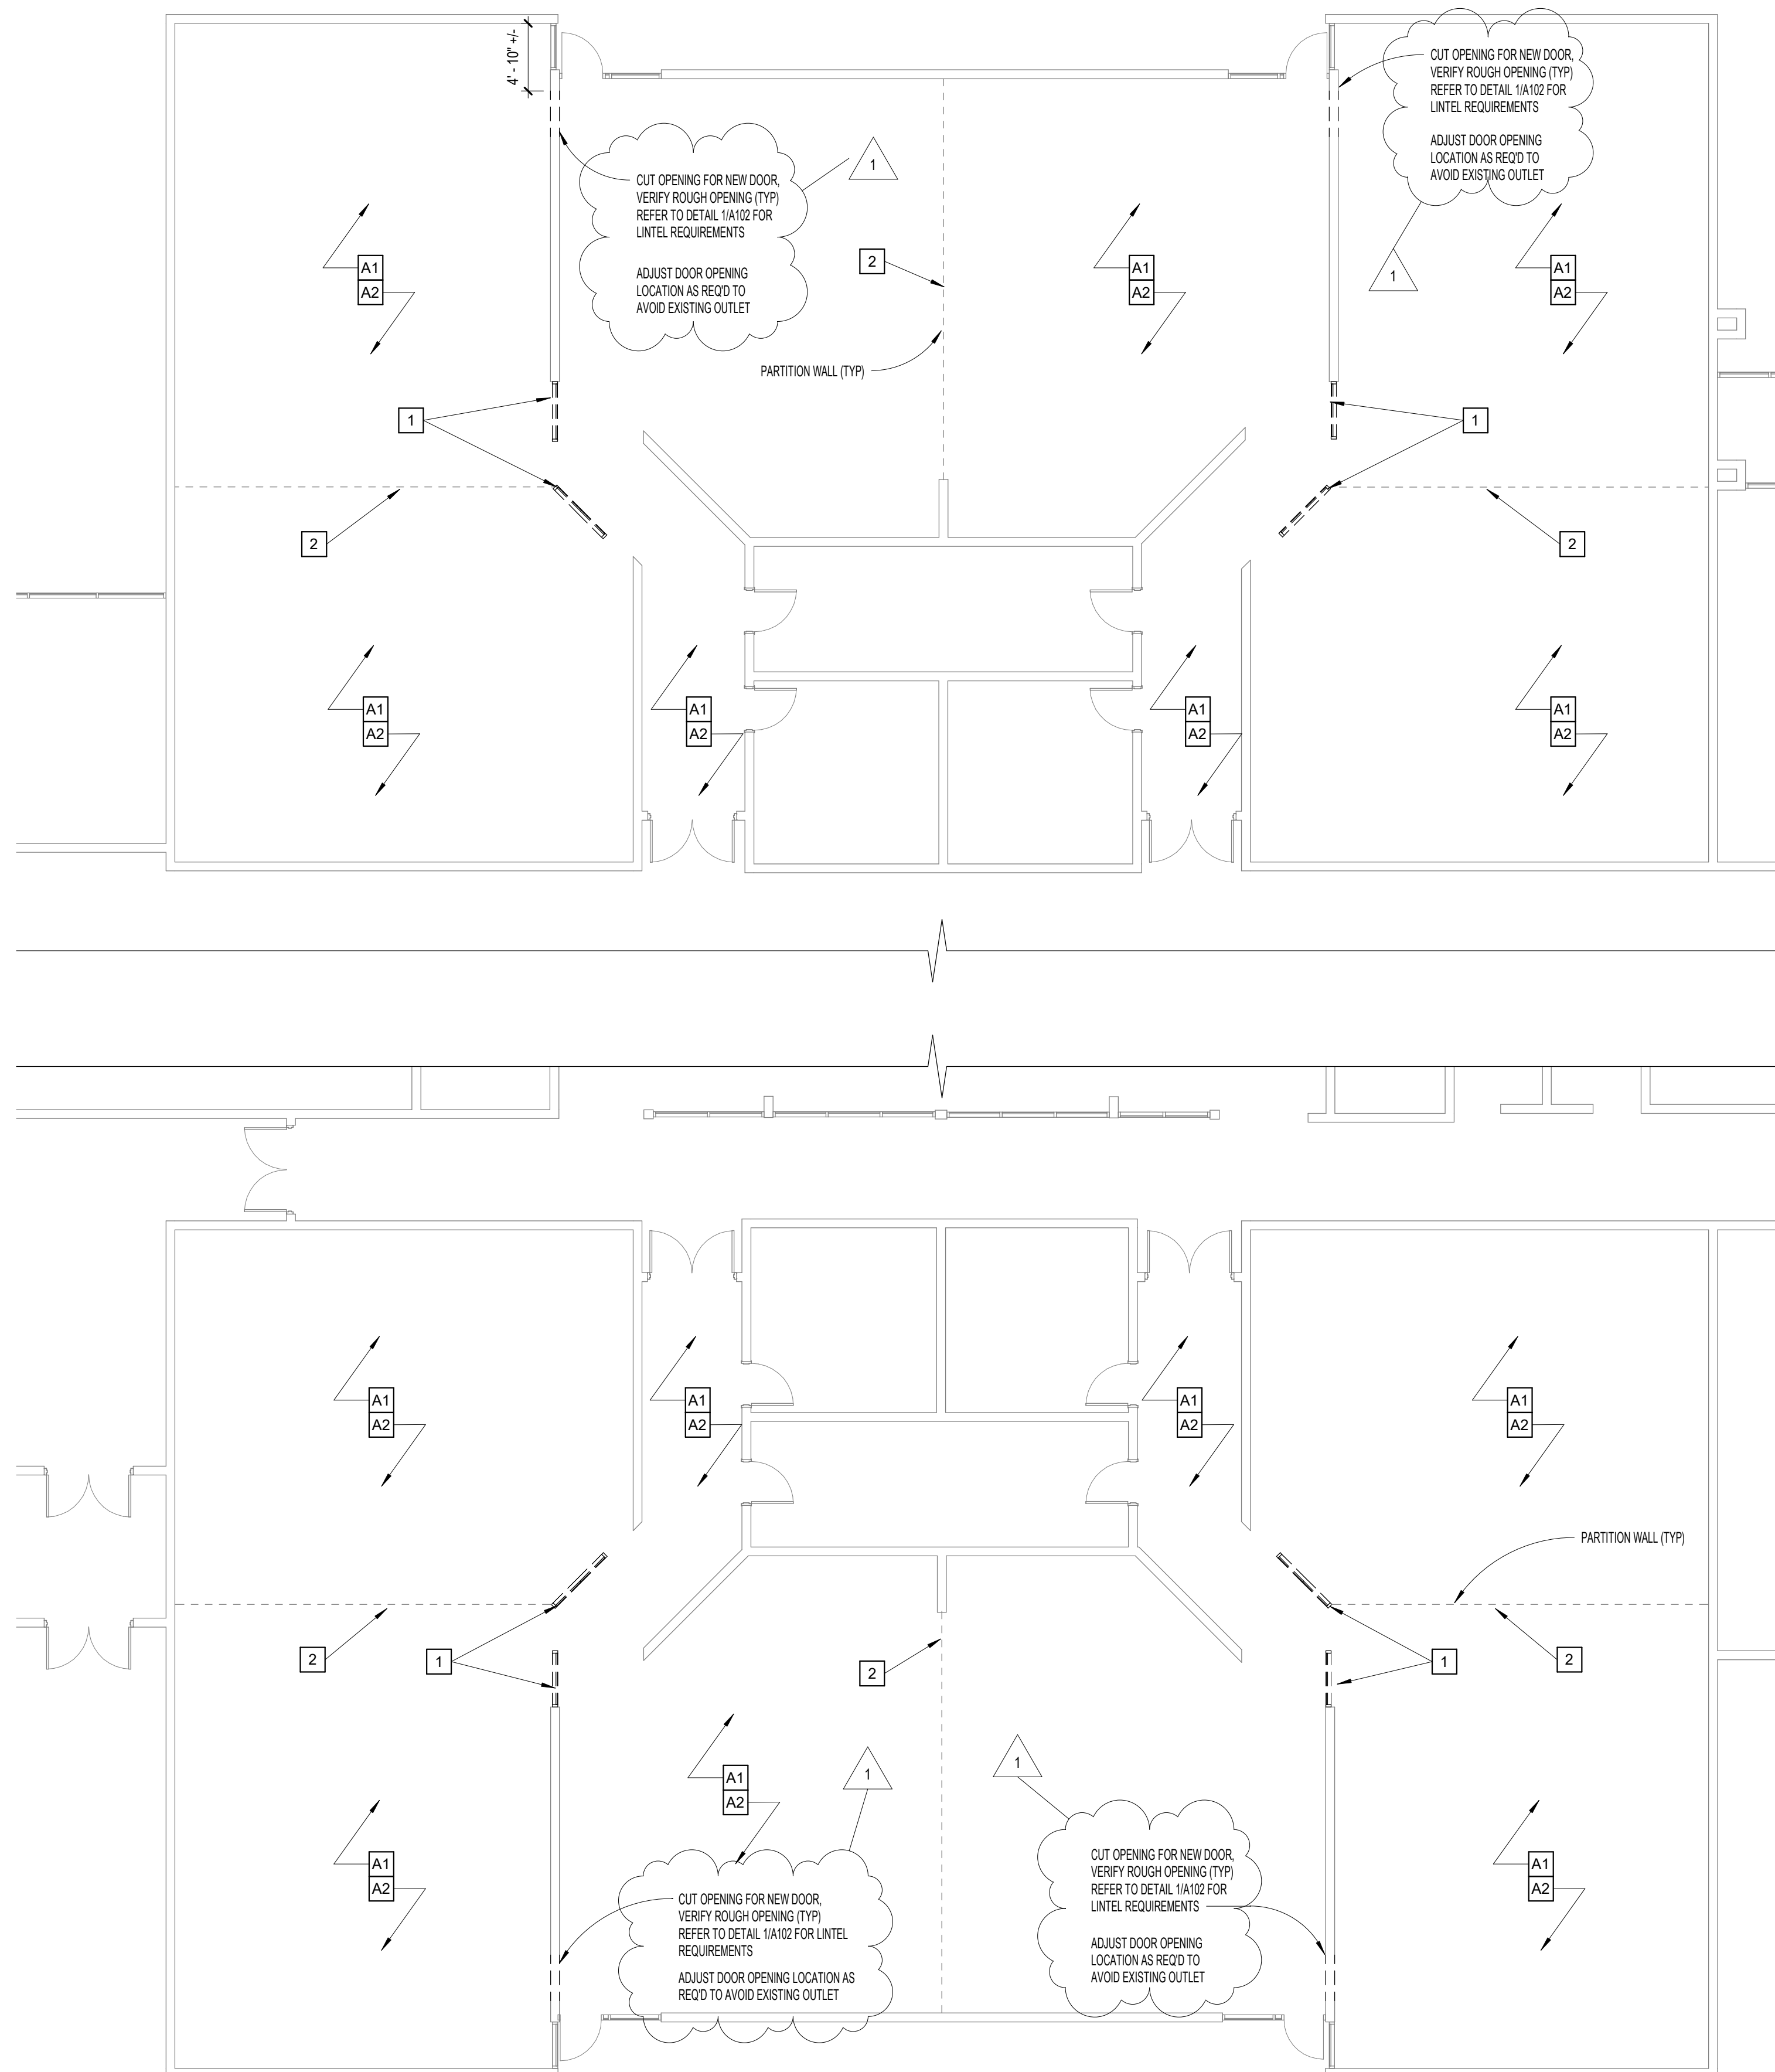 4' - 10" +/-
CUT OPENING FOR NEW DOOR,
VERIFY ROUGH OPENING (TYP)
REFER TO DETAIL 1/A102 FOR
LINTEL REQUIREMENTS
ADJUST DOOR OPENING
LOCATION AS REQ'D TO
AVOID EXISTING OUTLET
1
CUT OPENING FOR NEW DOOR,
VERIFY ROUGH OPENING (TYP)
REFER TO DETAIL 1/A102 FOR
LINTEL REQUIREMENTS
ADJUST DOOR OPENING
LOCATION AS REQ'D TO
AVOID EXISTING OUTLET
1
A1
A2
2
A1
A2
A1
A2
PARTITION WALL (TYP)
1
1
2
2
A1
A2
A1
A2
A1
A2
A1
A2
A1
A2
A1
A2
A1
A2
A1
A2
PARTITION WALL (TYP)
2
1
2
1
2
A1
A2
1
1
A1
A2
CUT OPENING FOR NEW DOOR,
VERIFY ROUGH OPENING (TYP)
REFER TO DETAIL 1/A102 FOR LINTEL
REQUIREMENTS
ADJUST DOOR OPENING LOCATION AS
REQ'D TO AVOID EXISTING OUTLET
CUT OPENING FOR NEW DOOR,
VERIFY ROUGH OPENING (TYP)
REFER TO DETAIL 1/A102 FOR
LINTEL REQUIREMENTS
ADJUST DOOR OPENING
LOCATION AS REQ'D TO
AVOID EXISTING OUTLET
A1
A2